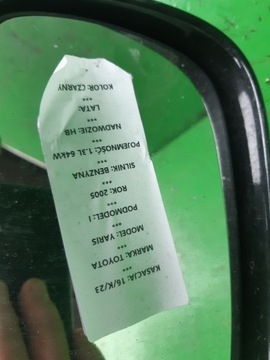 KASACJA: 16/K/23
***
MARKA: TOYOTA
***
MODEL: YARIS
***
PODMODEL: I
***
ROK: 2005
***
SILNIK: BENZYNA
***
POJEMNOŚĆ: 1.3L 64kW
***
NADWOZIE: HB
***
LATA:
***
KOLOR: CZARNY